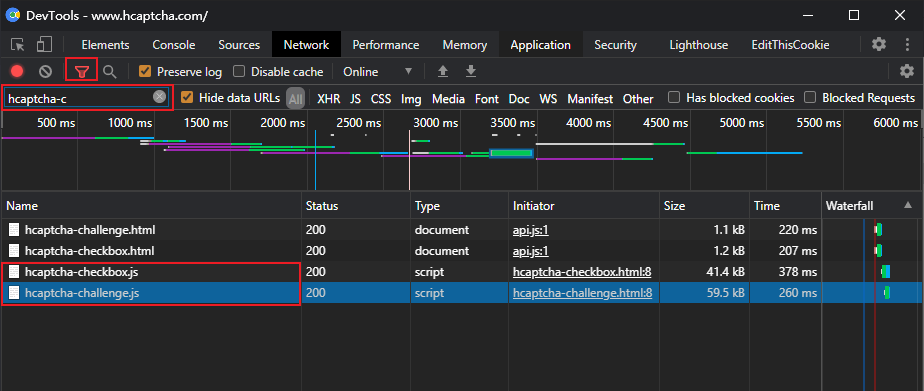 DevTools - www.hcaptcha.com/
Elements Console Sources Network Performance Memory Application Security Lighthouse EditThisCookie
Preserve log Disable cache Online
hcaptcha-c Hide data URLs All XHR JS CSS Img Media Font Doc WS Manifest Other Has blocked cookies Blocked Requests
500 ms 1000 ms 1500 ms 2000 ms 2500 ms 3000 ms 3500 ms 4000 ms 4500 ms 5000 ms 5500 ms 6000 ms
Name Status Type Initiator Size Time Waterfall
hcaptcha-challenge.html 200 document api.js:1 1.1 kB 220 ms
hcaptcha-checkbox.html 200 document api.js:1 1.2 kB 207 ms
hcaptcha-checkbox.js 200 script hcaptcha-checkbox.html:8 41.4 kB 378 ms
hcaptcha-challenge.js 200 script hcaptcha-challenge.html:8 59.5 kB 260 ms